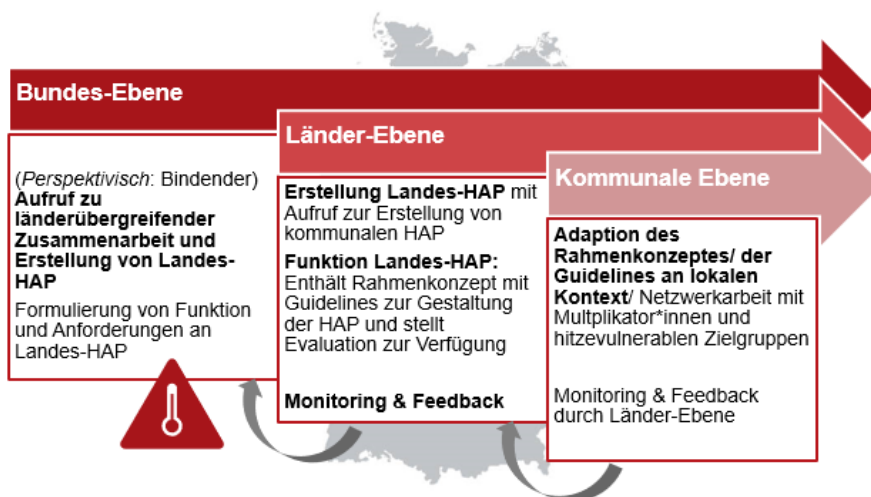 Bundes-Ebene
(Perspektivisch: Bindender)
Aufruf zu
länderübergreifender
Zusammenarbeit und
Erstellung von Landes-
HAP
Formulierung von Funktion
und Anforderungen an
Landes-HAP
Länder-Ebene
Erstellung Landes-HAP mit
Aufruf zur Erstellung von
kommunalen HAP
Funktion Landes-HAP:
Enthält Rahmenkonzept mit
Guidelines zur Gestaltung
der HAP und stellt
Evaluation zur Verfügung
Monitoring & Feedback
Kommunale Ebene
Adaption des
Rahmenkonzeptes/ der
Guidelines an lokalen
Kontext/ Netzwerkarbeit mit
Multplikator*innen und
hitzevulnerablen Zielgruppen
Monitoring & Feedback
durch Länder-Ebene